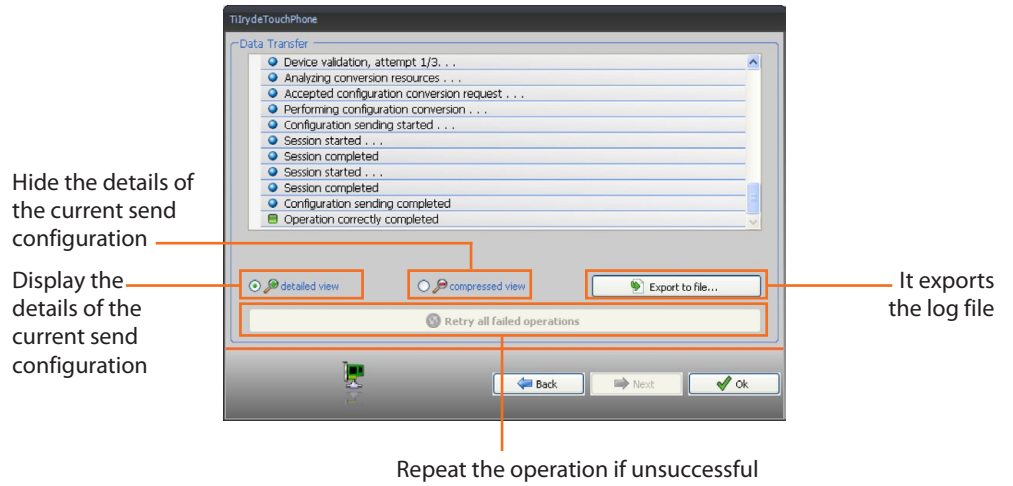 TiIrydeTouchPhone
Data Transfer
Device validation, attempt 1/3. . .
Analyzing conversion resources . . .
Accepted configuration conversion request . . .
Performing configuration conversion . . .
Configuration sending started . . .
Session started . . .
Session completed
Session started . . .
Session completed
Configuration sending completed
Operation correctly completed
Hide the details of
the current send
configuration
Display the
details of the
current send
configuration
detailed view
compressed view
Export to file...
It exports
the log file
Retry all failed operations
Back
Next
Ok
Repeat the operation if unsuccessful